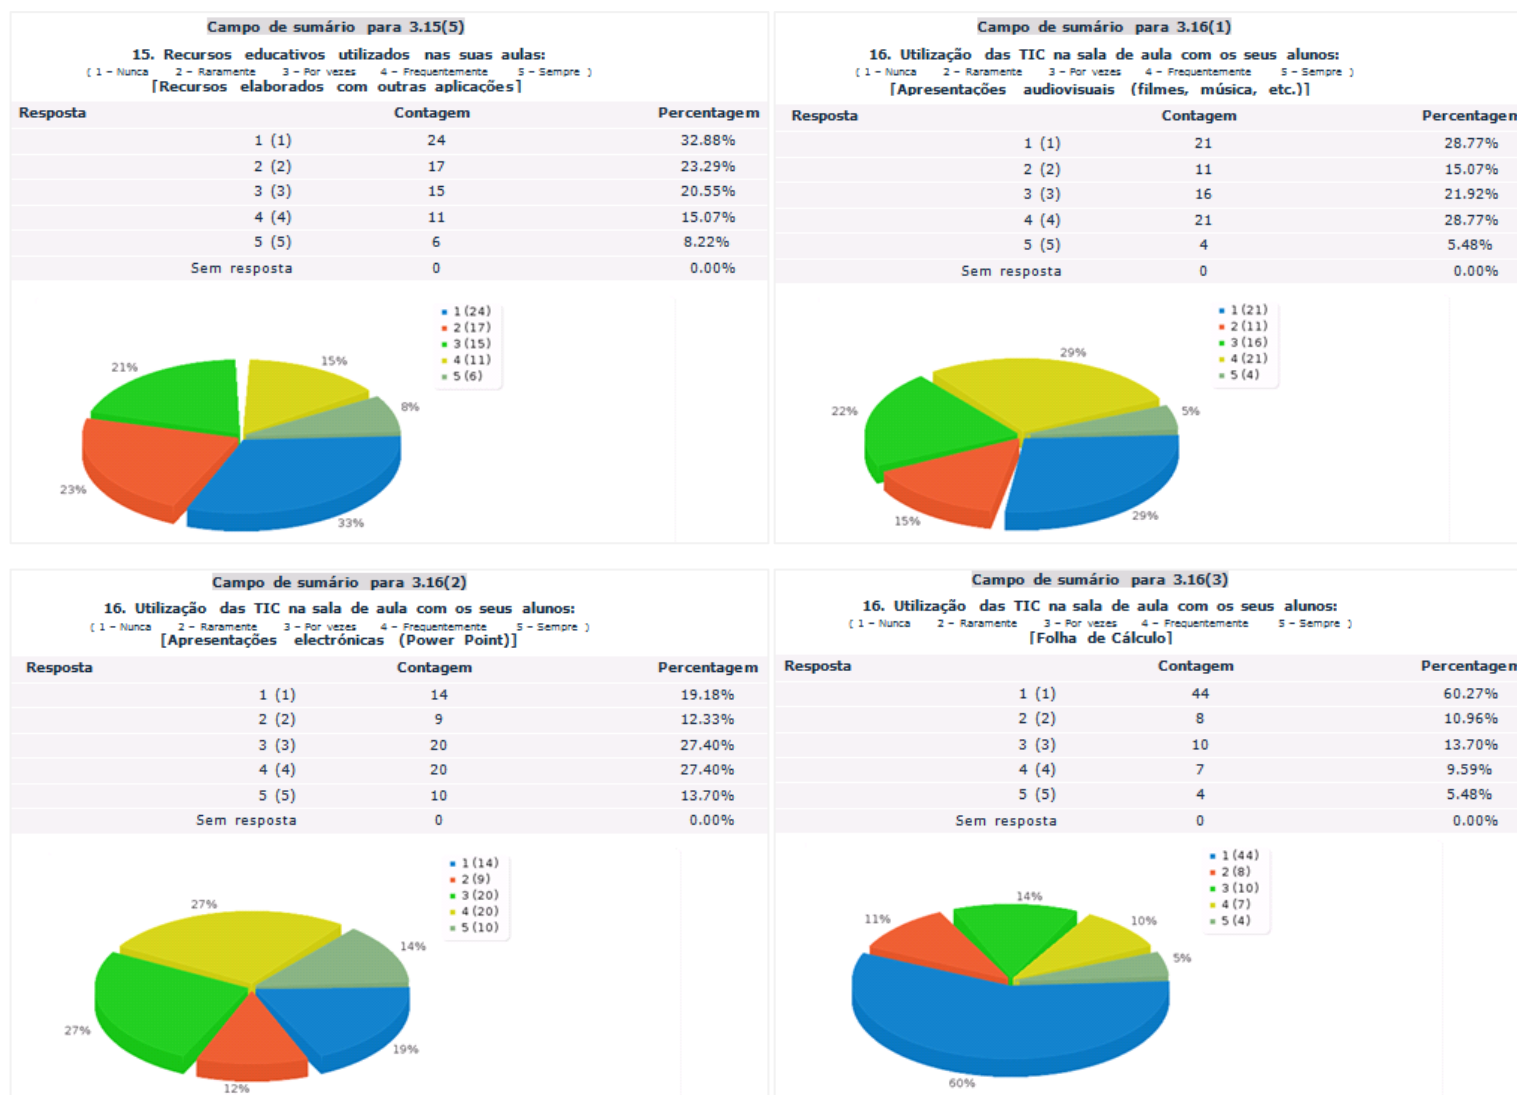 Campo de sumário para 3.15(5)
15. Recursos educativos utilizados nas suas aulas:
( 1 – Nunca 2 – Raramente 3 – Por vezes 4 – Frequentemente 5 – Sempre )
[Recursos elaborados com outras aplicações]
Resposta Contagem Percentagem
1 (1) 24 32.88%
2 (2) 17 23.29%
3 (3) 15 20.55%
4 (4) 11 15.07%
5 (5) 6 8.22%
Sem resposta 0 0.00%
1 (24)
2 (17)
3 (15)
4 (11)
5 (6)
21%
15%
8%
23%
33%
Campo de sumário para 3.16(1)
16. Utilização das TIC na sala de aula com os seus alunos:
( 1 – Nunca 2 – Raramente 3 – Por vezes 4 – Frequentemente 5 – Sempre )
[Apresentações audiovisuais (filmes, música, etc.)]
Resposta Contagem Percentagem
1 (1) 21 28.77%
2 (2) 11 15.07%
3 (3) 16 21.92%
4 (4) 21 28.77%
5 (5) 4 5.48%
Sem resposta 0 0.00%
1 (21)
2 (11)
3 (16)
4 (21)
5 (4)
29%
22%
5%
15%
29%
Campo de sumário para 3.16(2)
16. Utilização das TIC na sala de aula com os seus alunos:
( 1 – Nunca 2 – Raramente 3 – Por vezes 4 – Frequentemente 5 – Sempre )
[Apresentações electrónicas (Power Point)]
Resposta Contagem Percentagem
1 (1) 14 19.18%
2 (2) 9 12.33%
3 (3) 20 27.40%
4 (4) 20 27.40%
5 (5) 10 13.70%
Sem resposta 0 0.00%
1 (14)
2 (9)
3 (20)
4 (20)
5 (10)
27%
14%
27%
19%
12%
Campo de sumário para 3.16(3)
16. Utilização das TIC na sala de aula com os seus alunos:
( 1 – Nunca 2 – Raramente 3 – Por vezes 4 – Frequentemente 5 – Sempre )
[Folha de Cálculo]
Resposta Contagem Percentagem
1 (1) 44 60.27%
2 (2) 8 10.96%
3 (3) 10 13.70%
4 (4) 7 9.59%
5 (5) 4 5.48%
Sem resposta 0 0.00%
1 (44)
2 (8)
3 (10)
4 (7)
5 (4)
14%
11%
10%
5%
60%